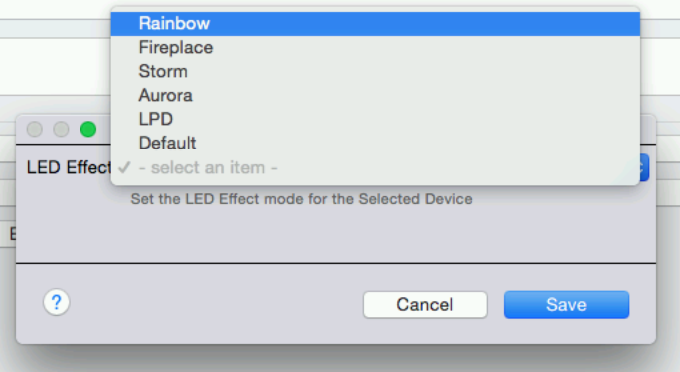 Rainbow
Fireplace
Storm
Aurora
LPD
Default
LED Effect ✓ - select an item -
Set the LED Effect mode for the Selected Device
E
? Cancel Save